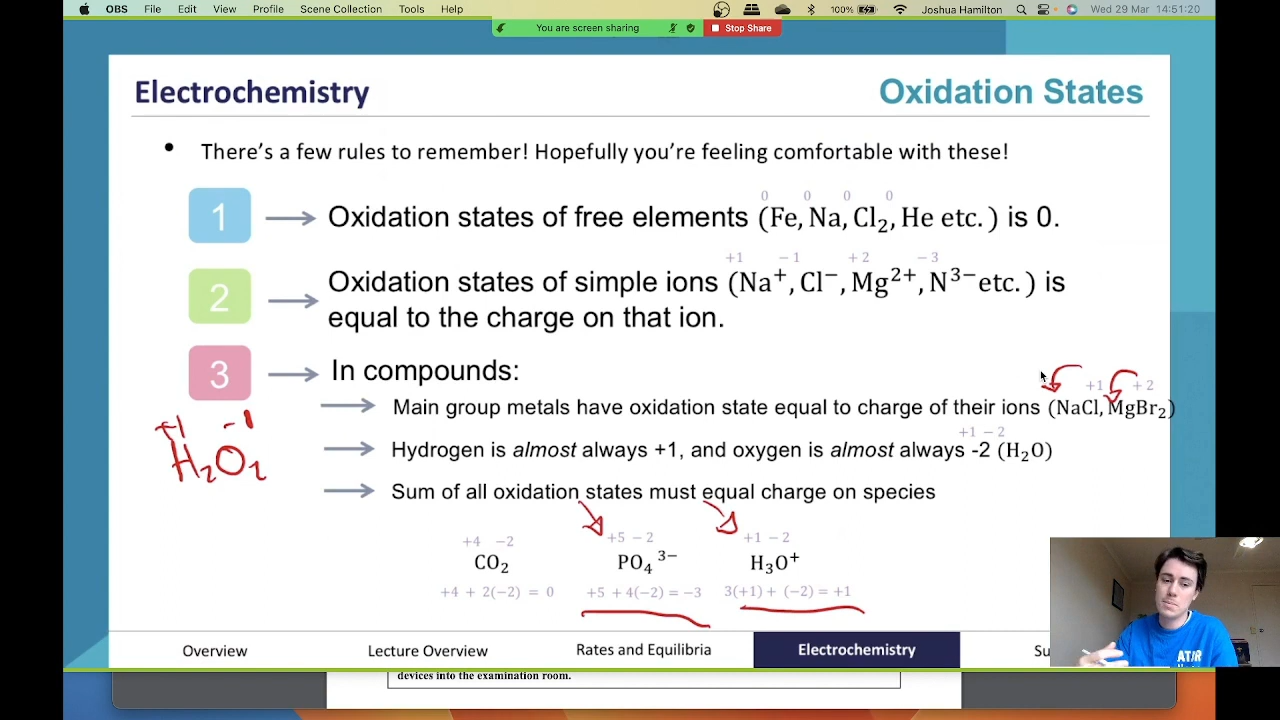 OBS File Edit View Profile Scene Collection Tools Help 100% Joshua Hamilton Wed 29 Mar 14:51:20
You are screen sharing Stop Share
Electrochemistry Oxidation States
• There's a few rules to remember! Hopefully you're feeling comfortable with these!
0 0 0 0
1 Oxidation states of free elements (Fe, Na, Cl₂, He etc. ) is 0.
+1 −1 +2 −3
2 Oxidation states of simple ions (Na⁺, Cl⁻, Mg²⁺, N³⁻ etc. ) is
equal to the charge on that ion.
3 In compounds:
+1 +2
Main group metals have oxidation state equal to charge of their ions (NaCl, MgBr₂)
+1 −2
Hydrogen is almost always +1, and oxygen is almost always -2 (H₂O)
+1 -1
H₂O₂
Sum of all oxidation states must equal charge on species
+4 −2 +5 −2 +1 −2
CO₂ PO₄³⁻ H₃O⁺
+4 + 2(−2) = 0 +5 + 4(−2) = −3 3(+1) + (−2) = +1
Overview Lecture Overview Rates and Equilibria Electrochemistry Su
devices into the examination room.